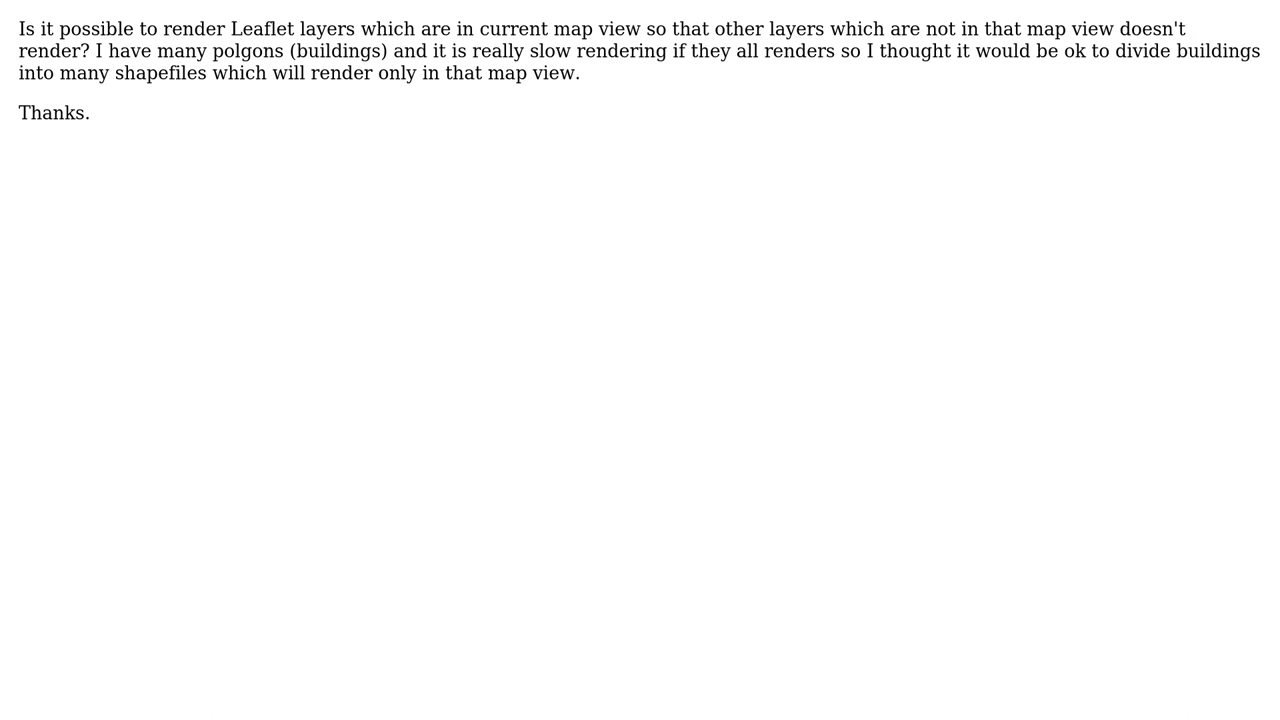 Is it possible to render Leaflet layers which are in current map view so that other layers which are not in that map view doesn't
render? I have many polgons (buildings) and it is really slow rendering if they all renders so I thought it would be ok to divide buildings
into many shapefiles which will render only in that map view.
Thanks.